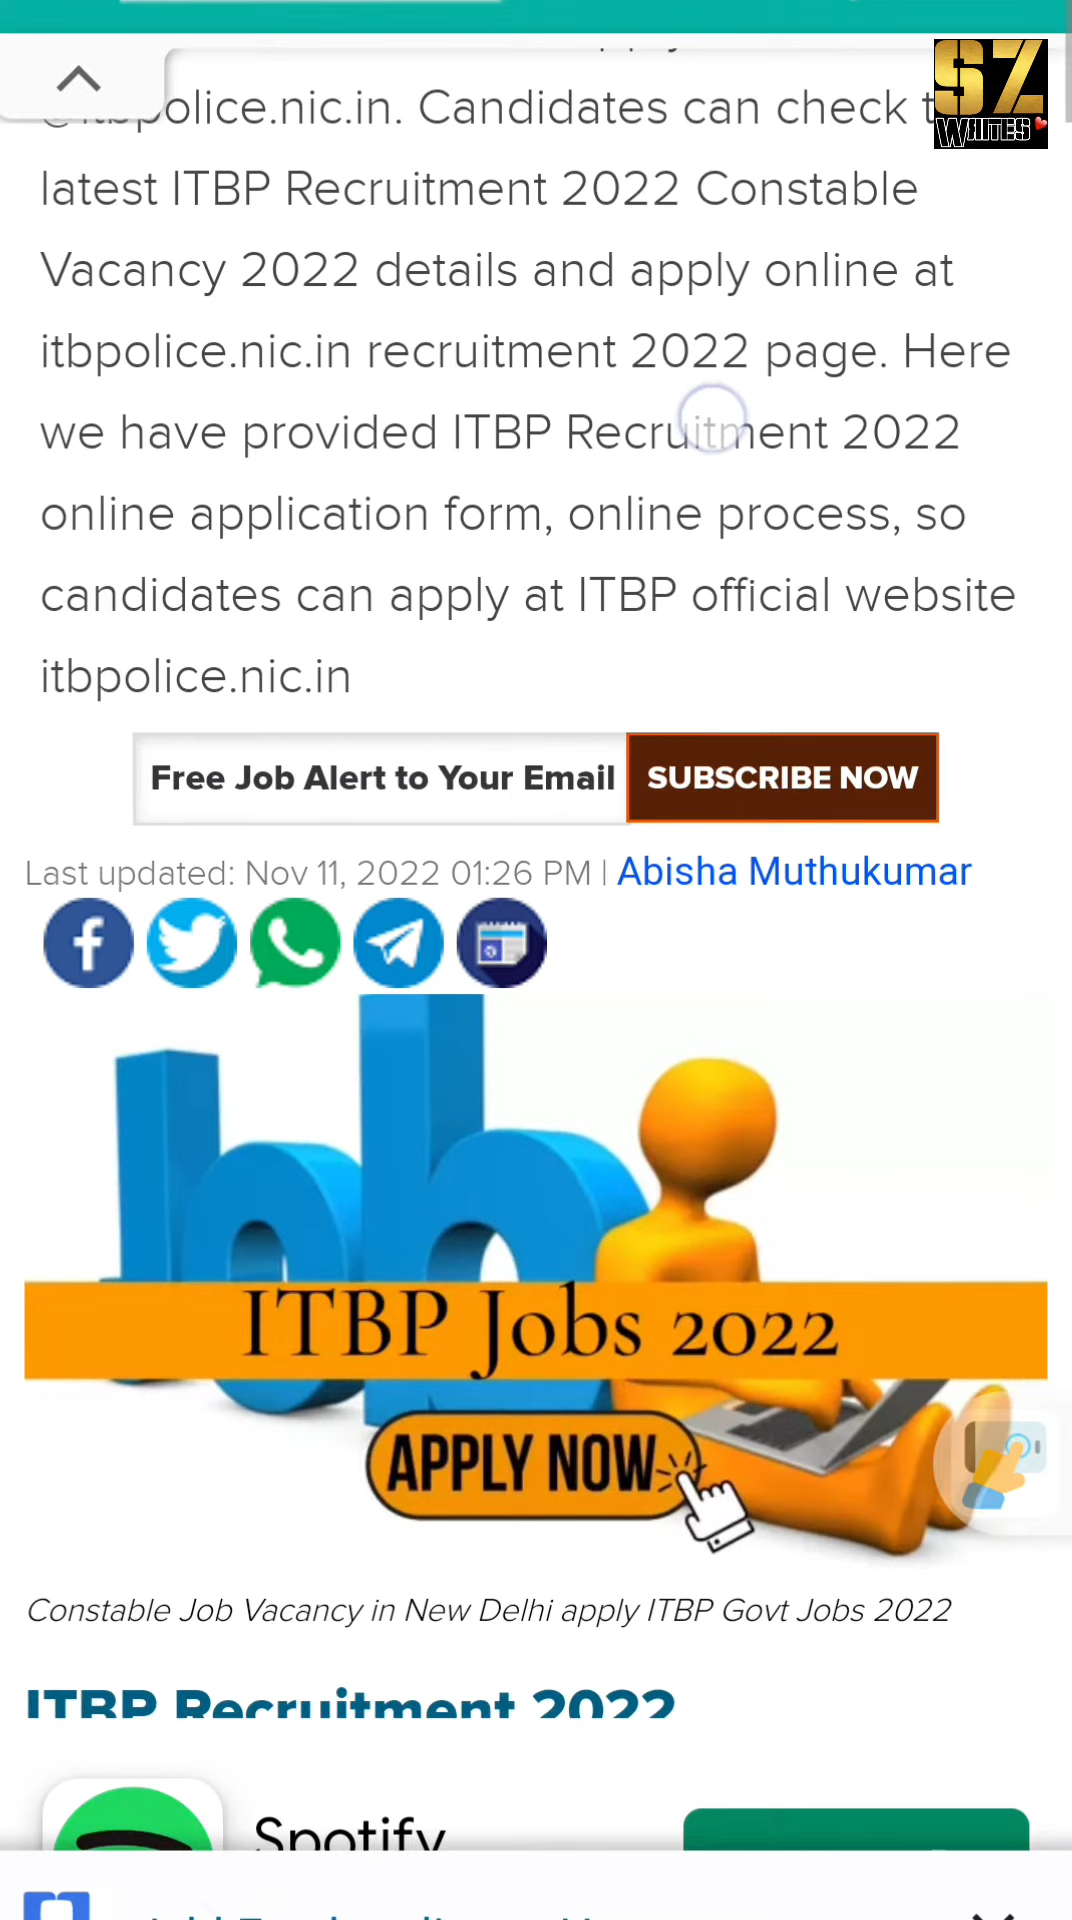 SZ
WRITES
olice.nic.in. Candidates can check
latest ITBP Recruitment 2022 Constable
Vacancy 2022 details and apply online at
itbpolice.nic.in recruitment 2022 page. Here
we have provided ITBP Recruitment 2022
online application form, online process, so
candidates can apply at ITBP official website
itbpolice.nic.in
Free Job Alert to Your Email SUBSCRIBE NOW
Last updated: Nov 11, 2022 01:26 PM | Abisha Muthukumar
Job
ITBP Jobs 2022
APPLY NOW
Constable Job Vacancy in New Delhi apply ITBP Govt Jobs 2022
ITBP Recruitment 2022
Spotify